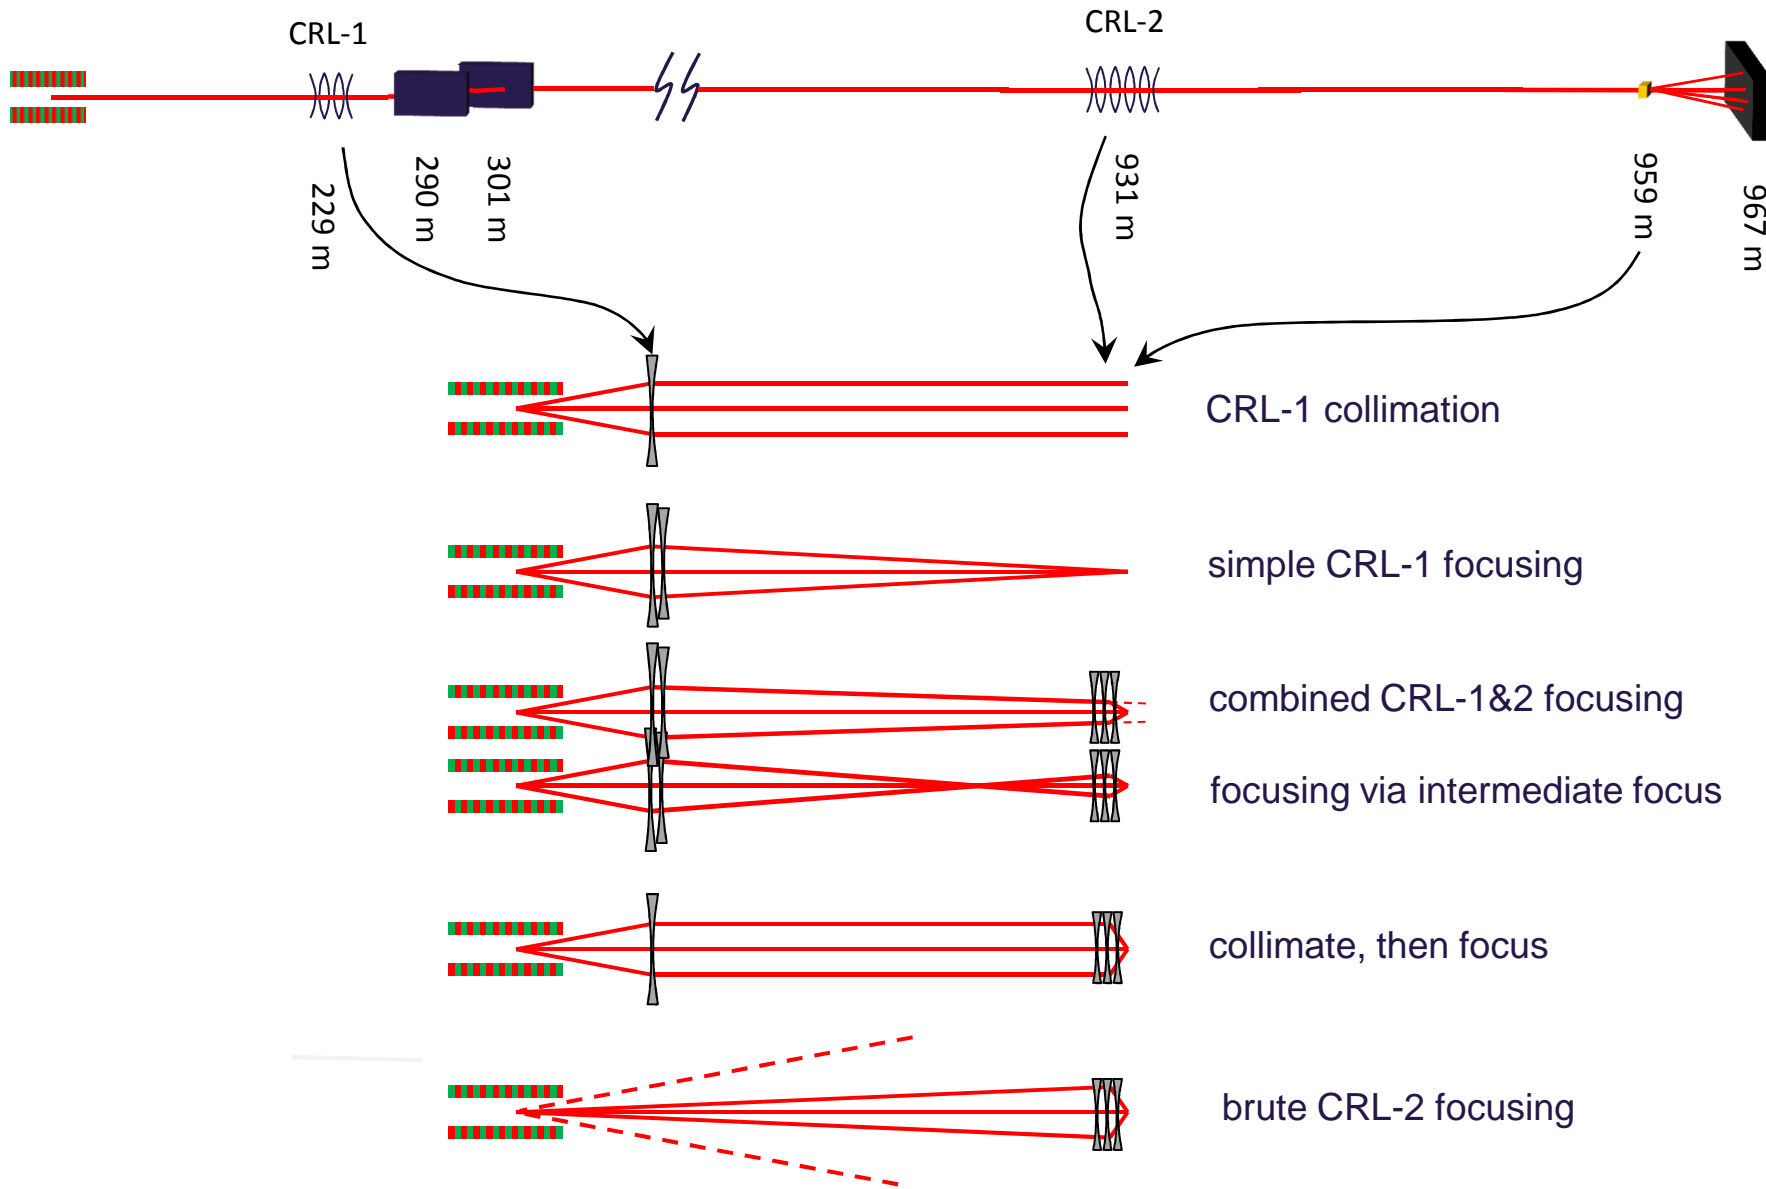 CRL-1
CRL-2
229 m
290 m
301 m
931 m
959 m
967 m
CRL-1 collimation
simple CRL-1 focusing
combined CRL-1&2 focusing
focusing via intermediate focus
collimate, then focus
brute CRL-2 focusing